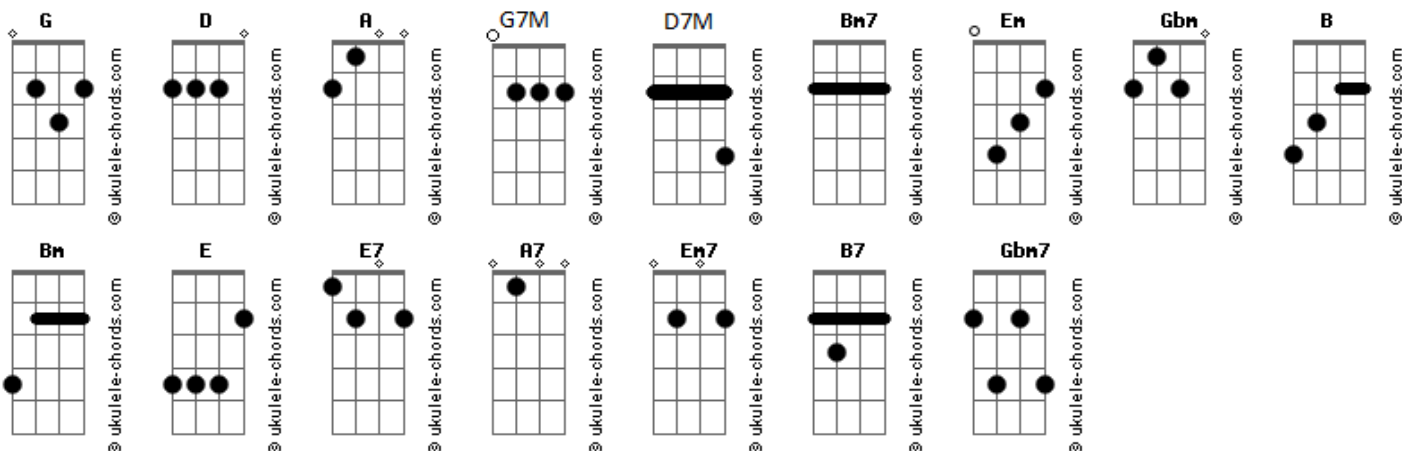 G D A G7M D7M Bm7 Em Gbm B
© ukulele-chords.com © ukulele-chords.com © ukulele-chords.com © ukulele-chords.com © ukulele-chords.com © ukulele-chords.com © ukulele-chords.com © ukulele-chords.com © ukulele-chords.com
Bm E E7 A7 Em7 B7 Gbm7
© ukulele-chords.com © ukulele-chords.com © ukulele-chords.com © ukulele-chords.com © ukulele-chords.com © ukulele-chords.com © ukulele-chords.com